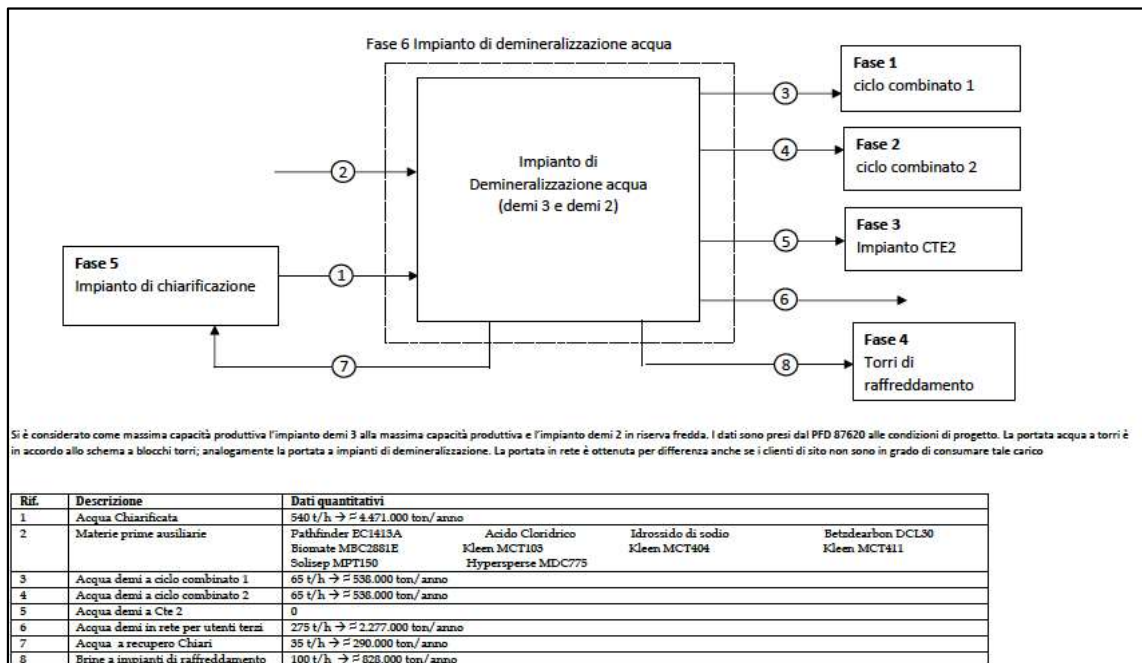 Fase 6 Impianto di demineralizzazione acqua
Fase 1
ciclo combinato 1
3
Fase 2
ciclo combinato 2
4
Impianto di
Demineralizzazione acqua
(demi 3 e demi 2)
2
Fase 3
Impianto CTE2
5
Fase 5
Impianto di chiarificazione
1
6
Fase 4
Torri di
raffreddamento
7
8
Si è considerato come massima capacità produttiva l'impianto demi 3 alla massima capacità produttiva e l'impianto demi 2 in riserva fredda. I dati sono presi dal PFD 87620 alle condizioni di progetto. La portata acqua a torri è
in accordo allo schema a blocchi torri; analogamente la portata a impianti di demineralizzazione. La portata in rete è ottenuta per differenza anche se i clienti di sito non sono in grado di consumare tale carico
Rif. Descrizione Dati quantitativi
1 Acqua Chiarificata 540 t/h → ≈ 4.471.000 ton/anno
2 Materie prime ausiliarie Pathfinder EC1413A Acido Cloridrico Idrossido di sodio Betzdearbon DCL30
Biomate MBC2881E Kleen MCT103 Kleen MCT404 Kleen MCT411
Solisep MPT150 Hypersperse MDC775
3 Acqua demi a ciclo combinato 1 65 t/h → ≈ 538.000 ton/anno
4 Acqua demi a ciclo combinato 2 65 t/h → ≈ 538.000 ton/anno
5 Acqua demi a Cte 2 0
6 Acqua demi in rete per utenti terzi 275 t/h → ≈ 2.277.000 ton/anno
7 Acqua a recupero Chiari 35 t/h → ≈ 290.000 ton/anno
8 Brine a impianti di raffreddamento 100 t/h → ≈ 828.000 ton/anno